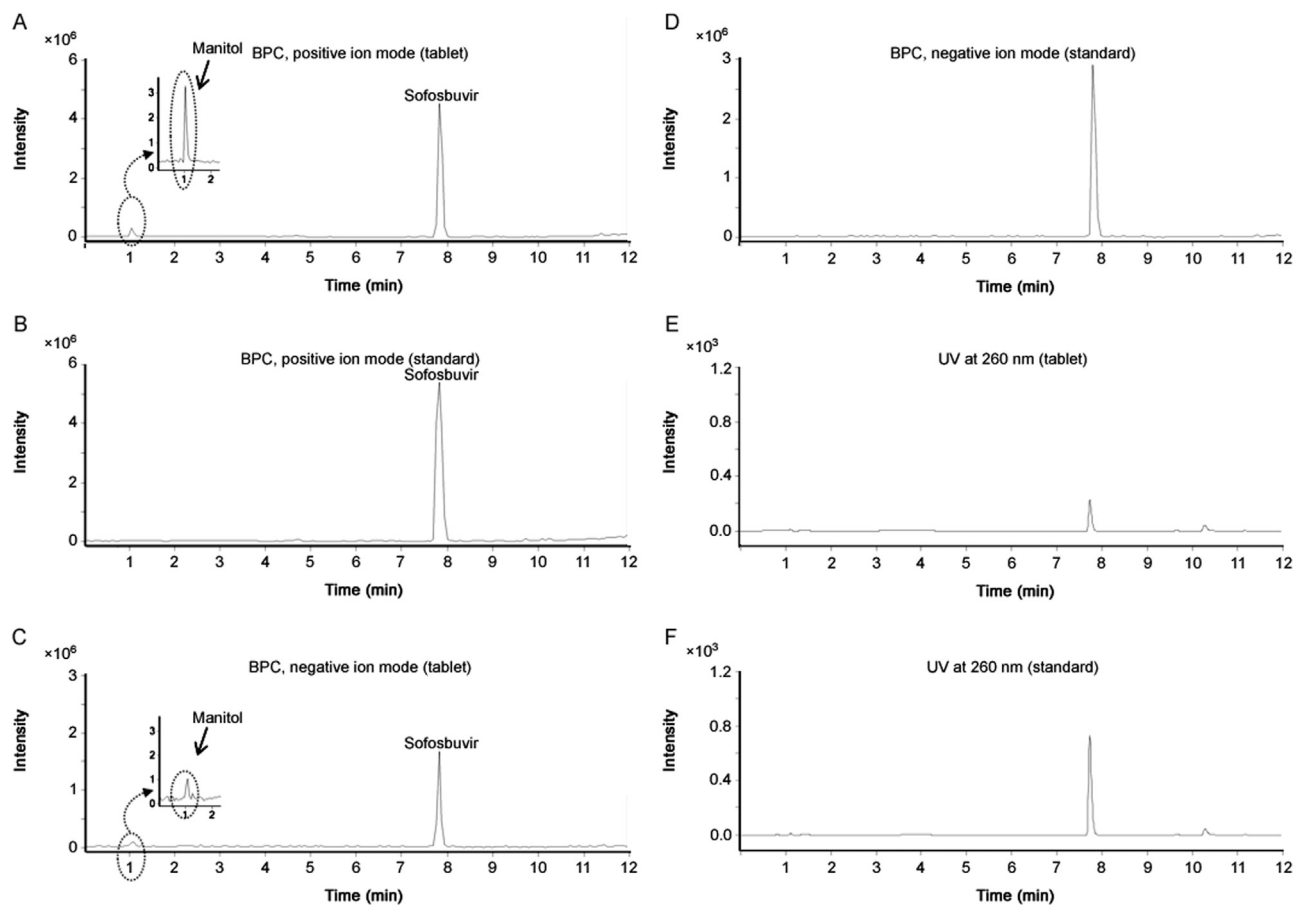 A
×10⁶
BPC, positive ion mode (tablet)
Manitol
Sofosbuvir
Intensity
6
4
2
0
3
2
1
0
1 2
1 2 3 4 5 6 7 8 9 10 11 12
Time (min)
B
×10⁶
BPC, positive ion mode (standard)
Sofosbuvir
Intensity
6
4
2
0
1 2 3 4 5 6 7 8 9 10 11 12
Time (min)
C
×10⁶
BPC, negative ion mode (tablet)
Manitol
Sofosbuvir
Intensity
3
2
1
0
3
2
1
0
1 2
1 2 3 4 5 6 7 8 9 10 11 12
Time (min)
D
×10⁶
BPC, negative ion mode (standard)
Intensity
3
2
1
0
1 2 3 4 5 6 7 8 9 10 11 12
Time (min)
E
×10³
UV at 260 nm (tablet)
Intensity
1.2
0.8
0.4
0.0
1 2 3 4 5 6 7 8 9 10 11 12
Time (min)
F
×10³
UV at 260 nm (standard)
Intensity
1.2
0.8
0.4
0.0
1 2 3 4 5 6 7 8 9 10 11 12
Time (min)